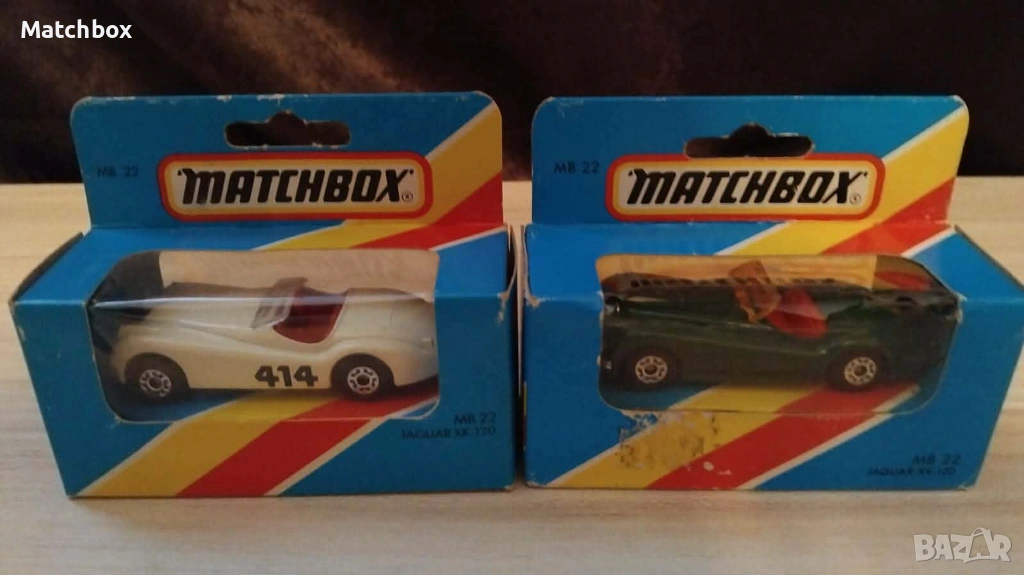 Matchbox
MB 22
MATCHBOX®
414
MB 22
JAGUAR XK-120
MB 22
MATCHBOX®
MB 22
JAGUAR XK-120
BAZAR